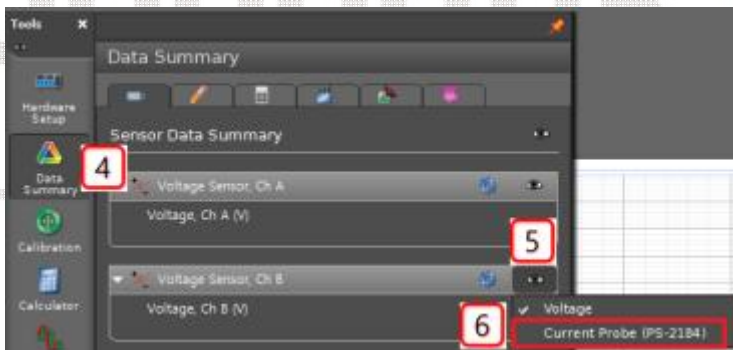 Tools
Data Summary
Hardware
Setup
Sensor Data Summary
4
Data
Summary
Voltage Sensor, Ch A
Voltage, Ch A (V)
Calibration
5
Voltage Sensor, Ch B
Calculator
Voltage, Ch B (V)
6
Voltage
Current Probe (PS-2184)